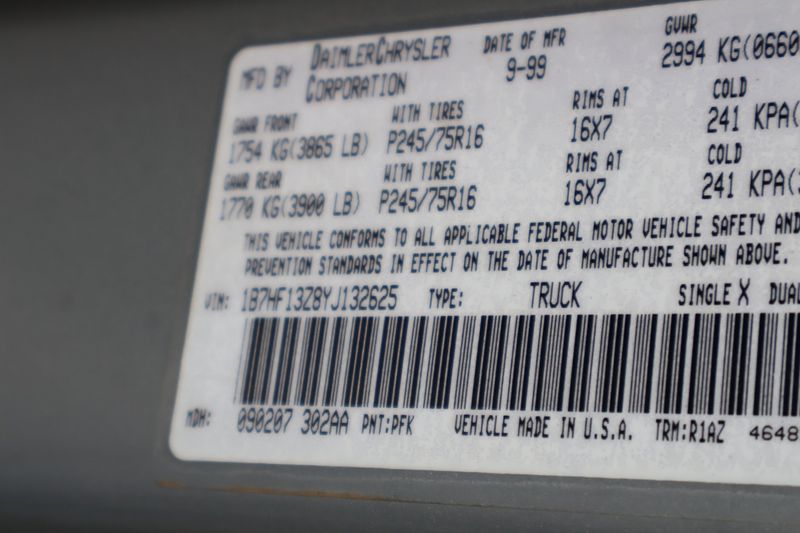 MFD BY DAIMLERCHRYSLER CORPORATION DATE OF MFR 9-99 GVWR 2994 KG(0660
GAWR FRONT WITH TIRES RIMS AT COLD
1754 KG(3865 LB) P245/75R16 16X7 241 KPA(
GAWR REAR WITH TIRES RIMS AT COLD
1770 KG(3900 LB) P245/75R16 16X7 241 KPA(
THIS VEHICLE CONFORMS TO ALL APPLICABLE FEDERAL MOTOR VEHICLE SAFETY AND
PREVENTION STANDARDS IN EFFECT ON THE DATE OF MANUFACTURE SHOWN ABOVE.
VIN: 1B7HF13Z8YJ132625 TYPE: TRUCK SINGLE X DUAL
MDH: 090207 302AA PNT:PFK VEHICLE MADE IN U.S.A. TRM:R1AZ 4648